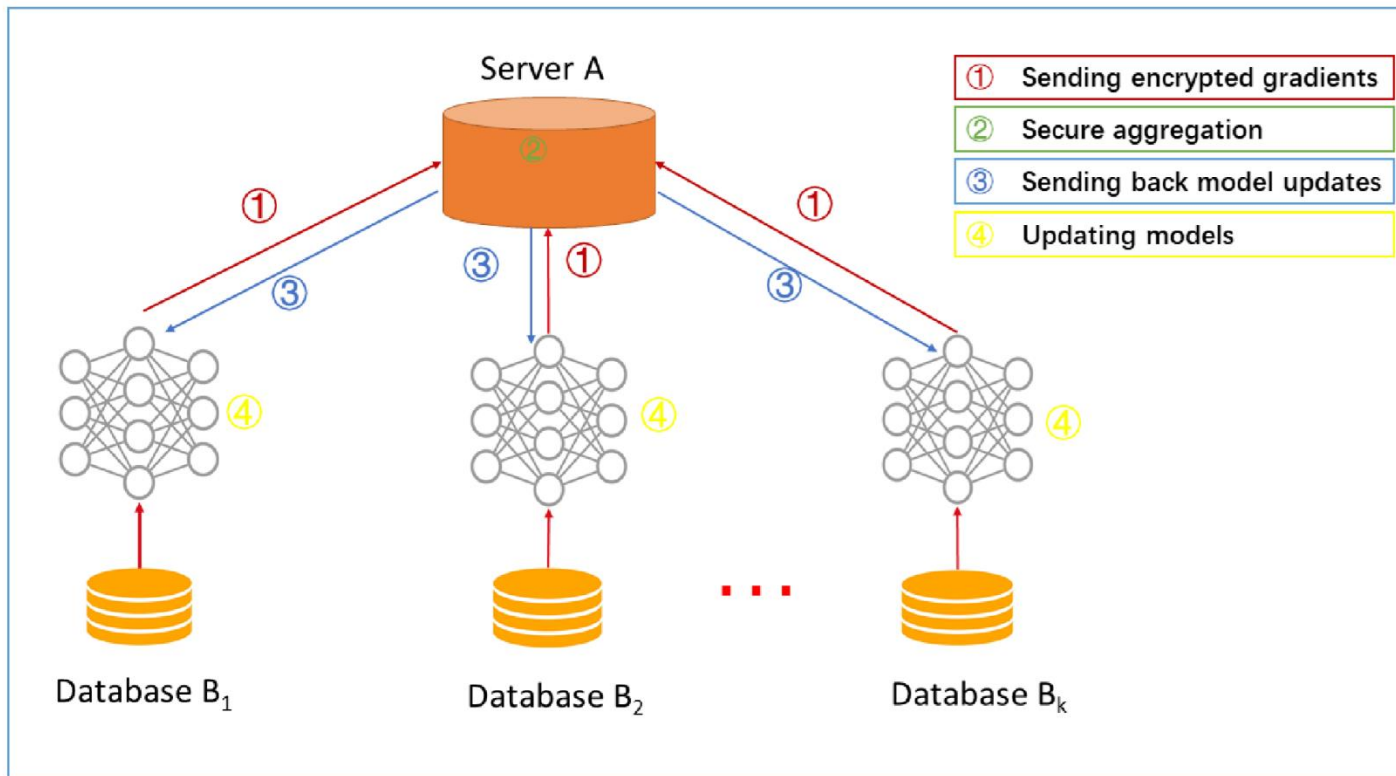 Server A
① Sending encrypted gradients
② Secure aggregation
③ Sending back model updates
④ Updating models
②
① ①
③ ③ ① ③
④ ④ ④
...
Database B₁ Database B₂ Database Bₖ